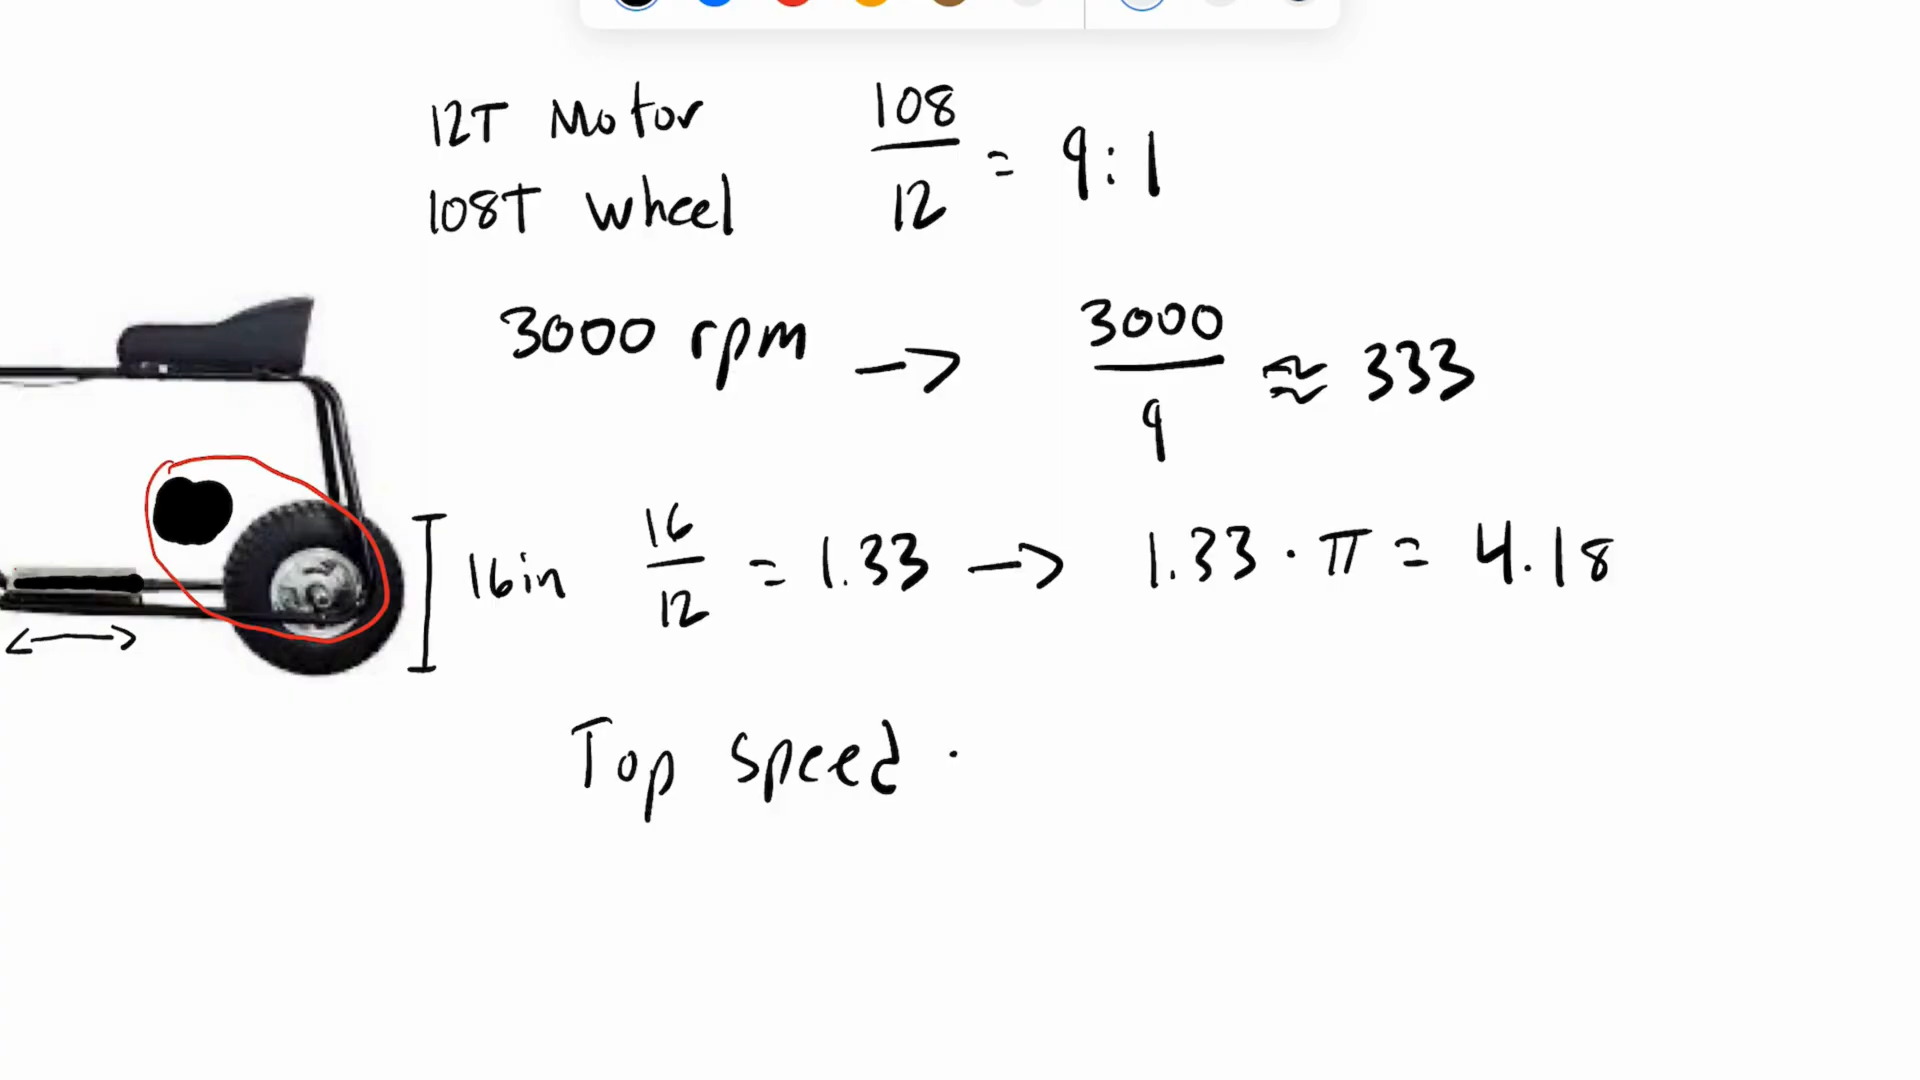 12T Motor 108/12 = 9:1
108T Wheel
3000 rpm -> 3000/9 ≈ 333
16in 16/12 = 1.33 -> 1.33 · π = 4.18
Top speed ·